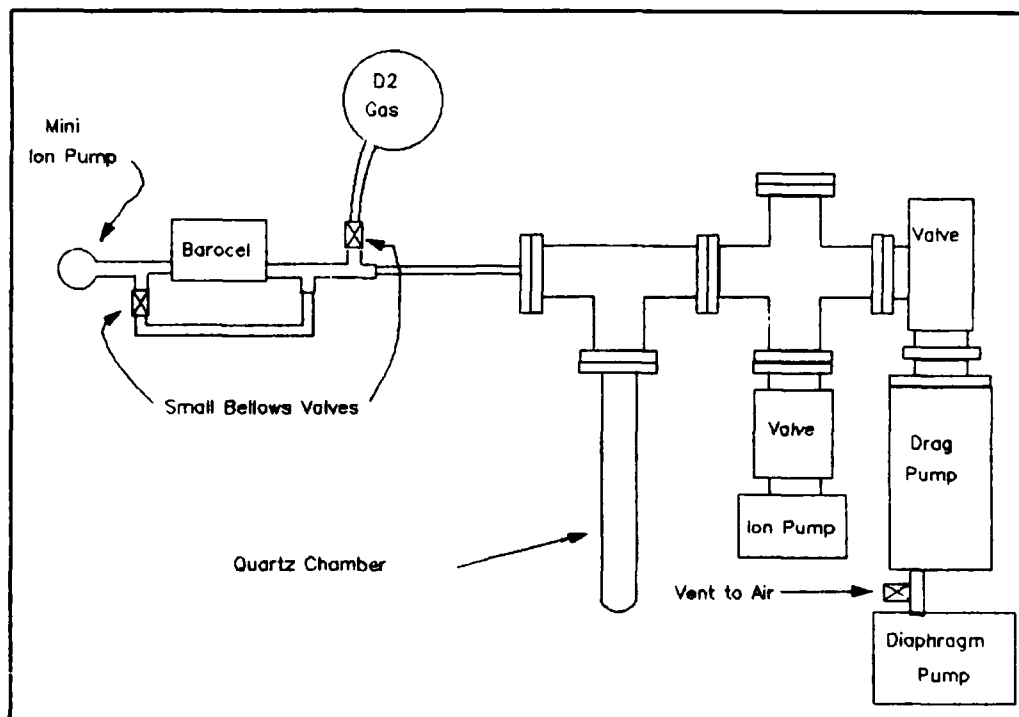 D2
Gas
Mini
Ion Pump
Barocel
Valve
Small Bellows Valves
Valve
Drag
Pump
Ion Pump
Quartz Chamber
Vent to Air
Diaphragm
Pump